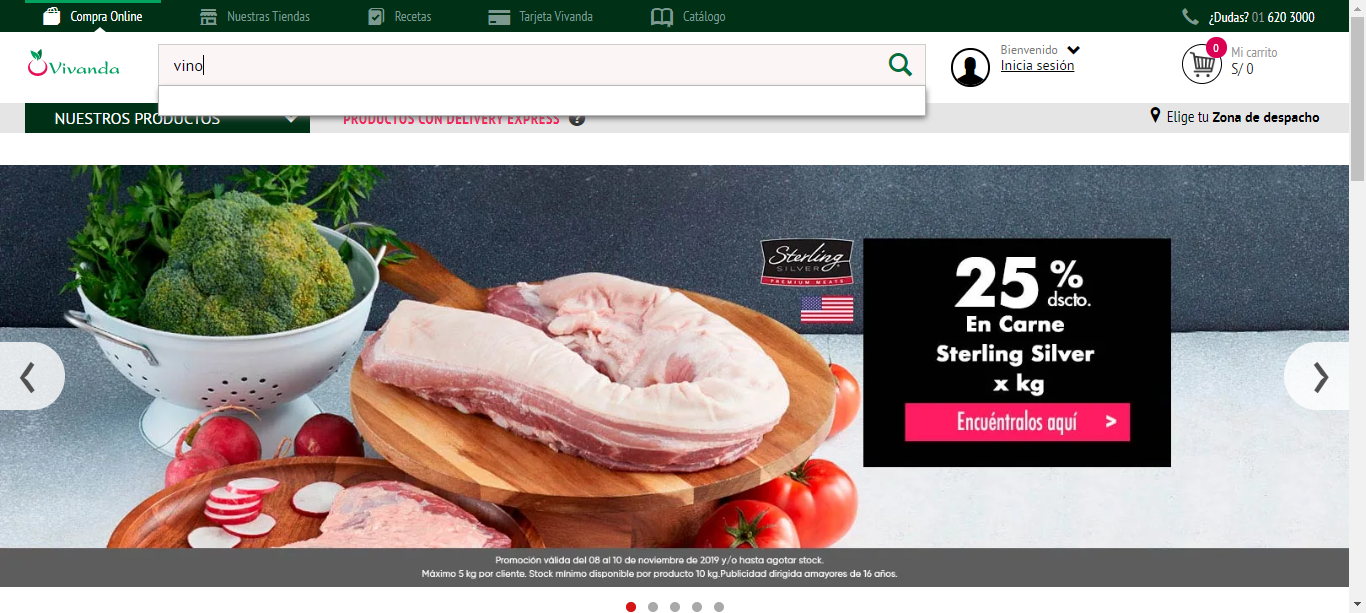 Compra Online
Nuestras Tiendas
Recetas
Tarjeta Vivanda
Catálogo
¿Dudas? 01 620 3000
Vivanda
vino
Bienvenido
Inicia sesión
0
Mi carrito
S/ 0
NUESTROS PRODUCTOS
PRODUCTOS CON DELIVERY EXPRESS ?
Elige tu Zona de despacho
Sterling
SILVER
PREMIUM MEATS
25% dscto.
En Carne
Sterling Silver
x kg
Encuéntralos aquí >
Promoción válida del 08 al 10 de noviembre de 2019 y/o hasta agotar stock.
Máximo 5 kg por cliente. Stock mínimo disponible por producto 10 kg.Publicidad dirigida amayores de 16 años.